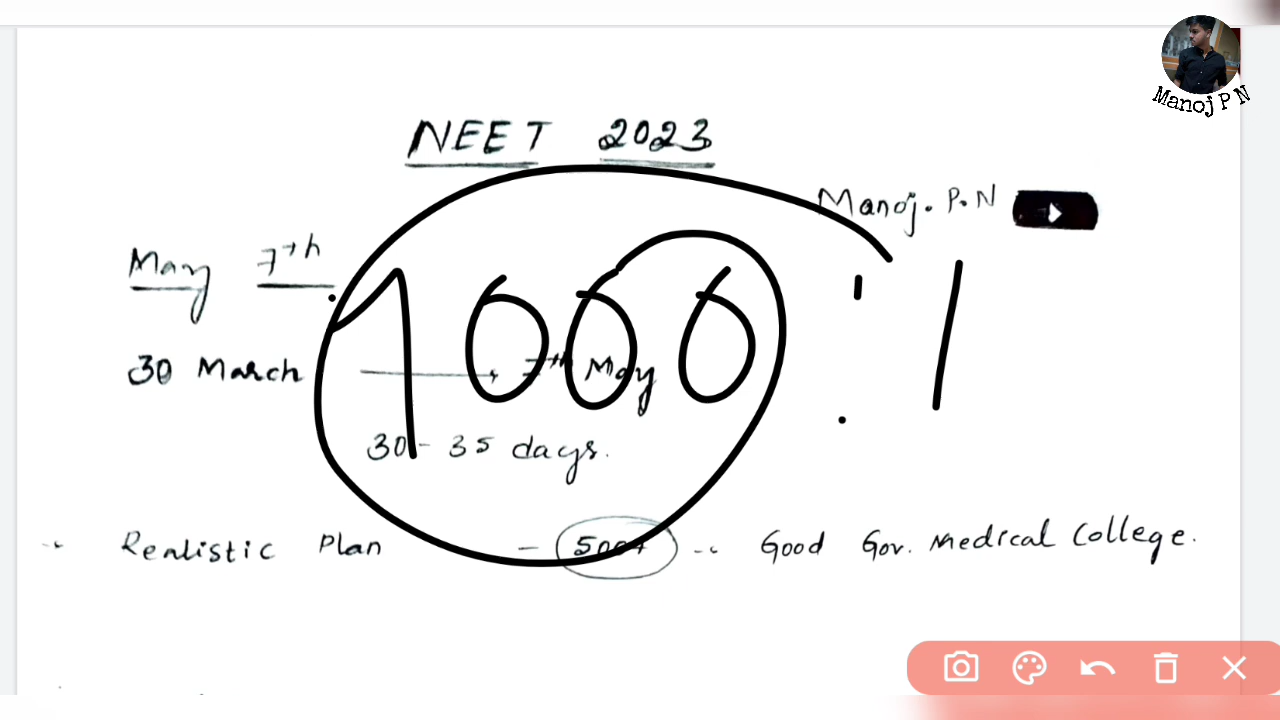 Manoj P N
NEET 2023
Manoj. P.N
May 7th.
1000 : 1
30 March → 7th May
30 - 35 days.
Realistic Plan - 500+ -- Good Gov. Medical College.